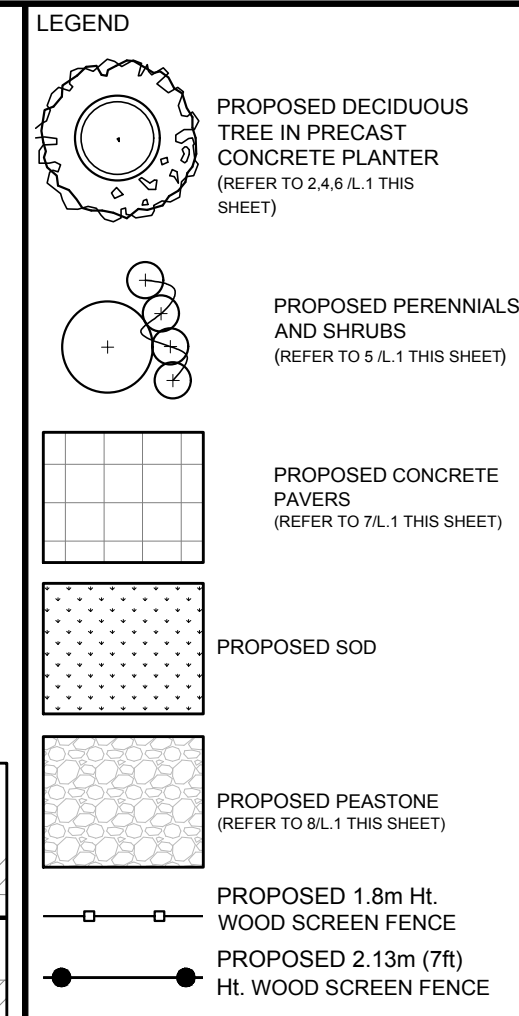 LEGEND
PROPOSED DECIDUOUS
TREE IN PRECAST
CONCRETE PLANTER
(REFER TO 2,4,6 /L.1 THIS
SHEET)
PROPOSED PERENNIALS
AND SHRUBS
(REFER TO 5 /L.1 THIS SHEET)
PROPOSED CONCRETE
PAVERS
(REFER TO 7/L.1 THIS SHEET)
PROPOSED SOD
PROPOSED PEASTONE
(REFER TO 8/L.1 THIS SHEET)
PROPOSED 1.8m Ht.
WOOD SCREEN FENCE
PROPOSED 2.13m (7ft)
Ht. WOOD SCREEN FENCE